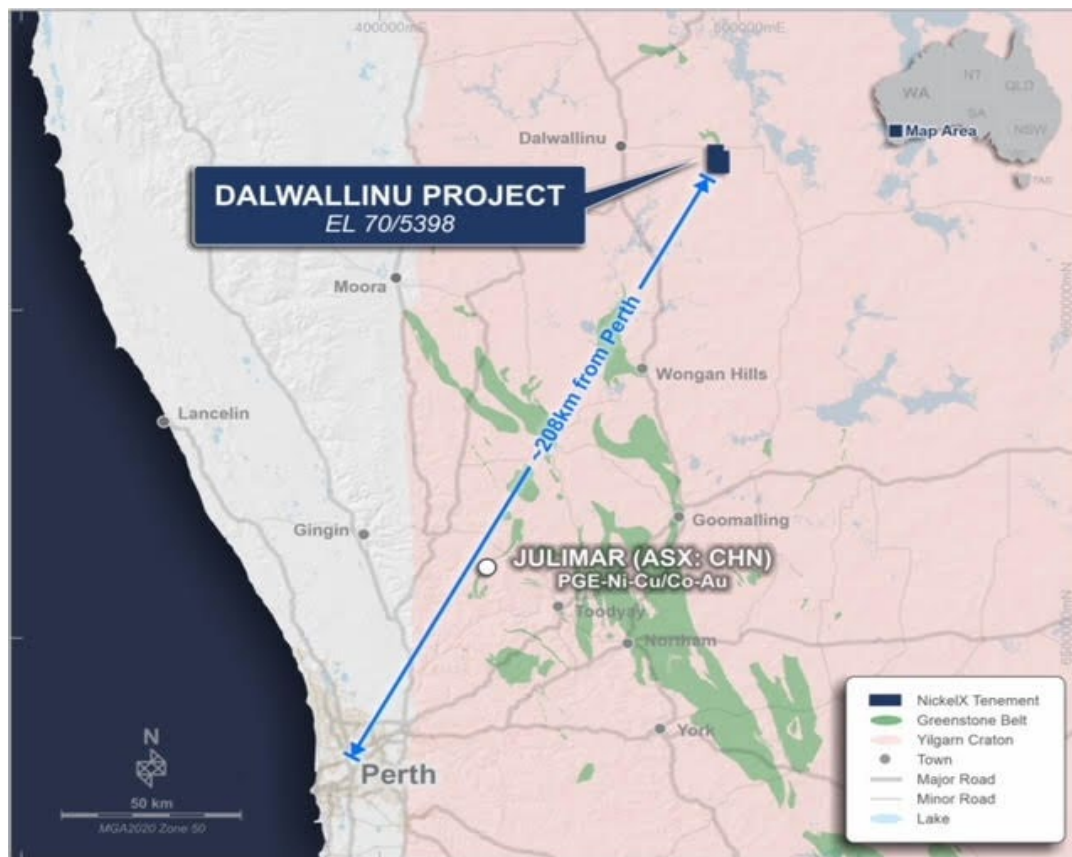 400000mE
500000mE
NT
QLD
WA
SA
NSW
Map Area
TAS
Dalwallinu
DALWALLINU PROJECT
EL 70/5398
Moora
~208km from Perth
Wongan Hills
Lancelin
Goomalling
Gingin
JULIMAR (ASX: CHN)
PGE-Ni-Cu/Co-Au
Toodyay
Northam
York
Perth
N
50 km
MGA2020 Zone 50
NickelX Tenement
Greenstone Belt
Yilgarn Craton
Town
Major Road
Minor Road
Lake